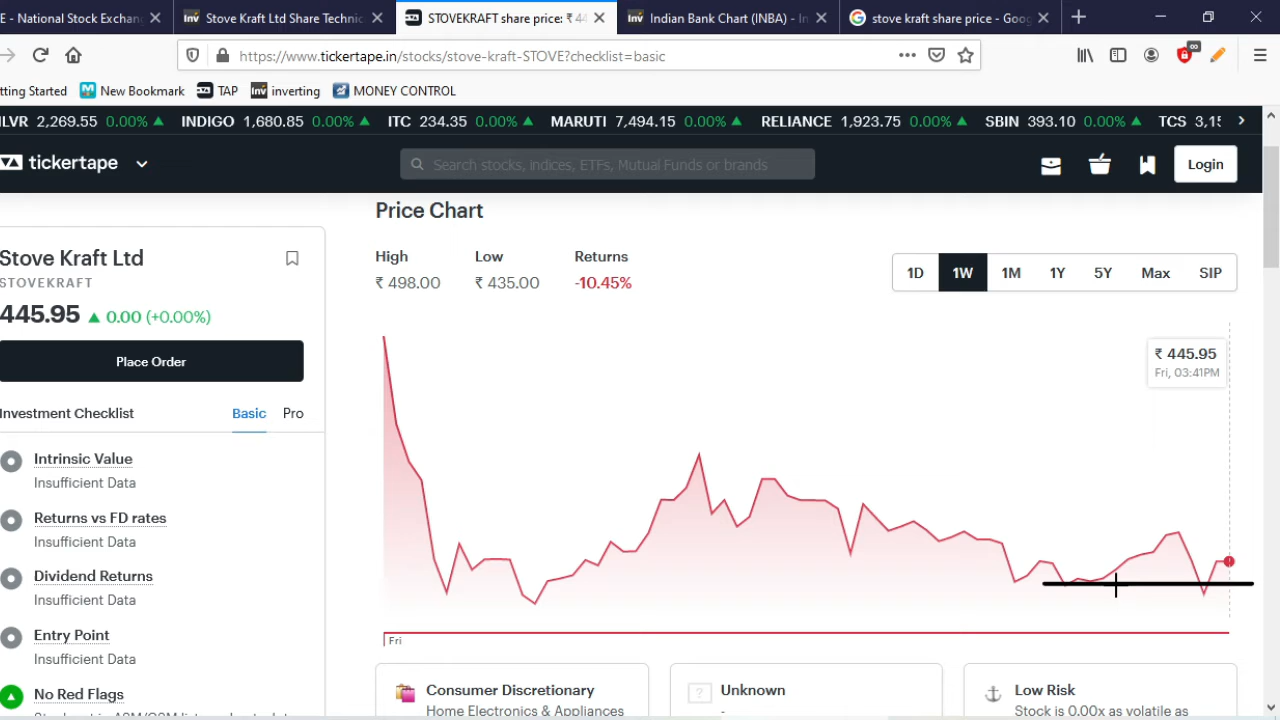 E - National Stock Exchan
Stove Kraft Ltd Share Technic
STOVEKRAFT share price: ₹ 44
Indian Bank Chart (INBA) - In
stove kraft share price - Goog
https://www.tickertape.in/stocks/stove-kraft-STOVE?checklist=basic
tting Started
New Bookmark
TAP
inverting
MONEY CONTROL
LVR 2,269.55 0.00% INDIGO 1,680.85 0.00% ITC 234.35 0.00% MARUTI 7,494.15 0.00% RELIANCE 1,923.75 0.00% SBIN 393.10 0.00% TCS 3,15
tickertape
Search stocks, indices, ETFs, Mutual Funds or brands
Login
Stove Kraft Ltd
STOVEKRAFT
445.95 0.00 (+0.00%)
Place Order
Investment Checklist Basic Pro
Intrinsic Value
Insufficient Data
Returns vs FD rates
Insufficient Data
Dividend Returns
Insufficient Data
Entry Point
Insufficient Data
No Red Flags
Price Chart
High Low Returns
₹ 498.00 ₹ 435.00 -10.45%
1D 1W 1M 1Y 5Y Max SIP
₹ 445.95
Fri, 03:41PM
Fri
Consumer Discretionary
Home Electronics & Appliances
Unknown
-
Low Risk
Stock is 0.00x as volatile as